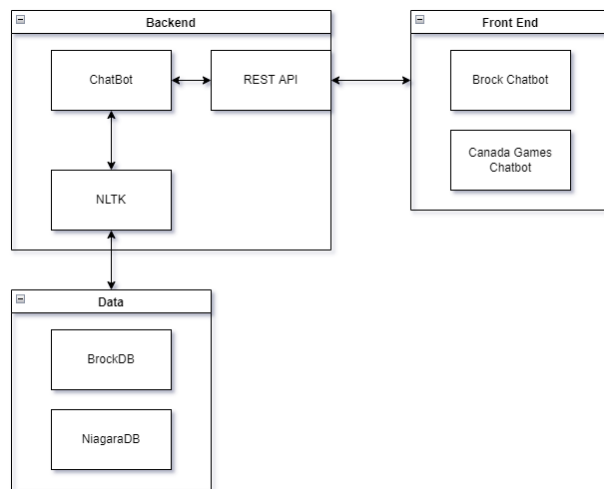 Backend
ChatBot
REST API
NLTK
Front End
Brock Chatbot
Canada Games
Chatbot
Data
BrockDB
NiagaraDB